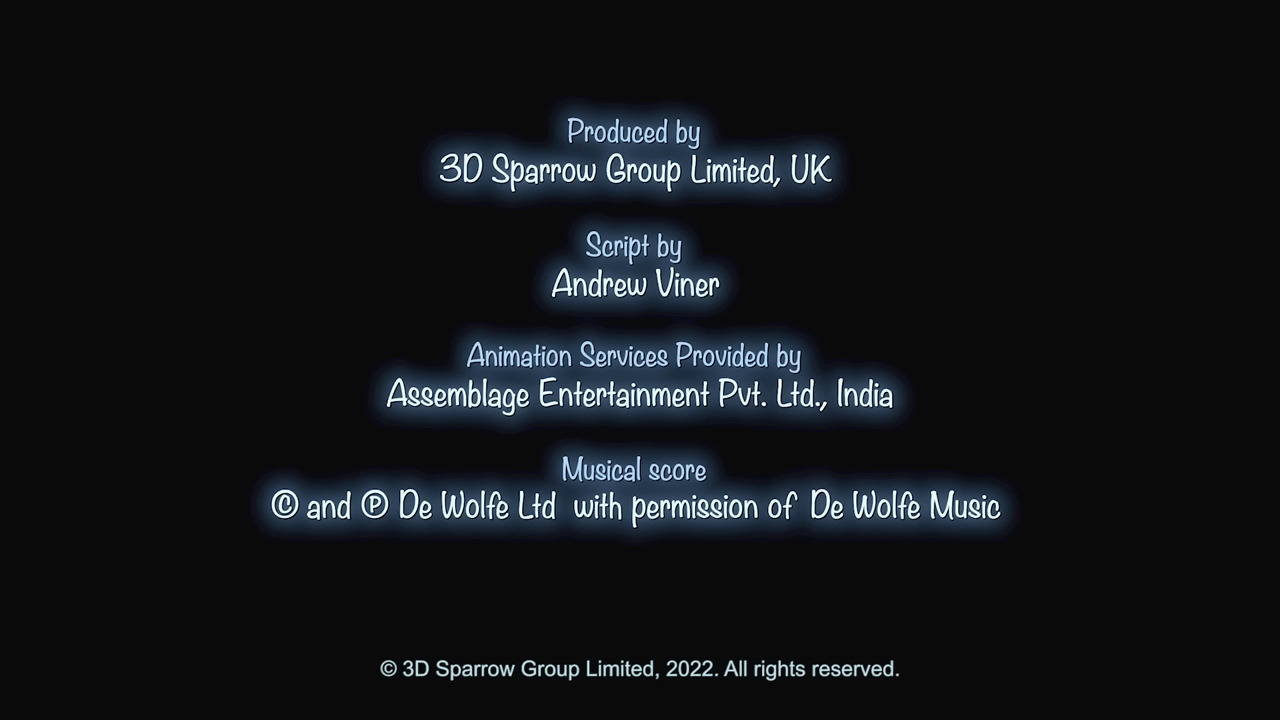 Produced by
3D Sparrow Group Limited, UK
Script by
Andrew Viner
Animation Services Provided by
Assemblage Entertainment Pvt. Ltd., India
Musical score
© and ℗ De Wolfe Ltd with permission of De Wolfe Music
© 3D Sparrow Group Limited, 2022. All rights reserved.